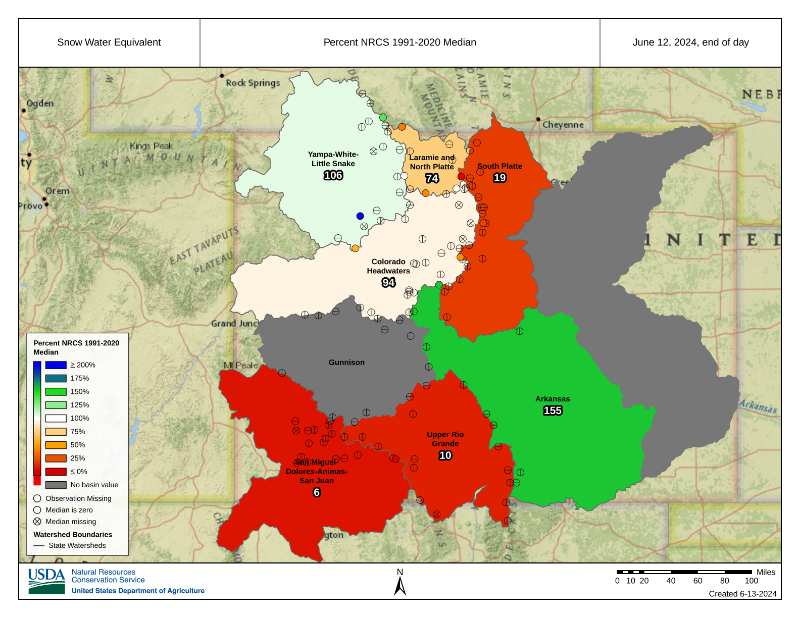 Snow Water Equivalent
Percent NRCS 1991-2020 Median
June 12, 2024, end of day
Rock Springs
Ogden
Kings Peak
UINTA MOUNTAINS
Orem
Provo
EAST TAVAPUTS
PLATEAU
MEDICINE
Cheyenne
NEB
UNITED
Yampa-White-
Little Snake
106
Laramie and
North Platte
74
South Platte
19
Colorado
Headwaters
94
Grand Junct
Mt Peale
Gunnison
Arkansas
155
Arkansas
Upper Rio
Grande
10
San Miguel-
Dolores-Animas-
San Juan
6
gton
Percent NRCS 1991-2020
Median
≥ 200%
175%
150%
125%
100%
75%
50%
25%
≤ 0%
No basin value
Observation Missing
Median is zero
Median missing
Watershed Boundaries
State Watersheds
USDA
Natural Resources
Conservation Service
United States Department of Agriculture
N
Miles
0 10 20 40 60 80 100
Created 6-13-2024